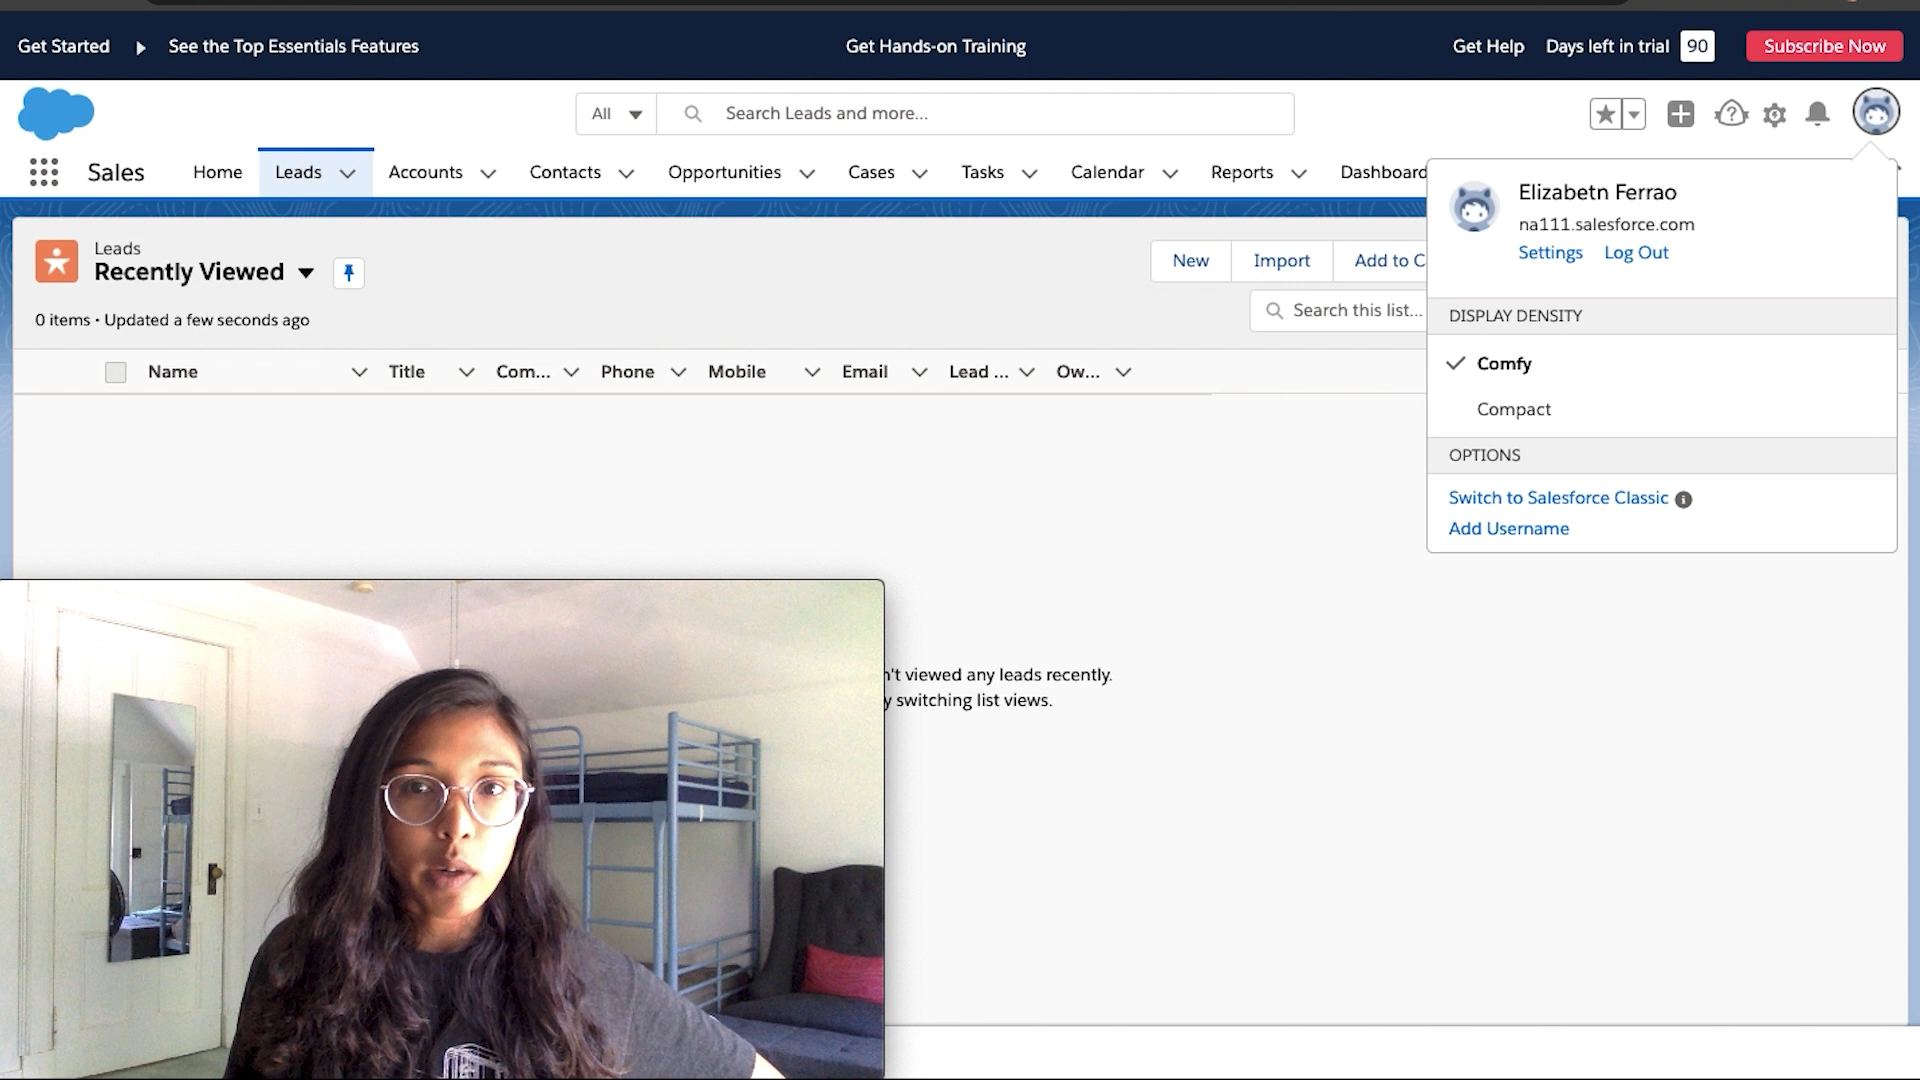 Get Started See the Top Essentials Features Get Hands-on Training Get Help Days left in trial 90 Subscribe Now
All Search Leads and more...
Sales Home Leads Accounts Contacts Opportunities Cases Tasks Calendar Reports Dashboard
Elizabetn Ferrao
na111.salesforce.com
Settings Log Out
Leads
Recently Viewed
New Import Add to C
0 items • Updated a few seconds ago
Search this list...
DISPLAY DENSITY
Comfy
Compact
OPTIONS
Switch to Salesforce Classic
Add Username
Name Title Com... Phone Mobile Email Lead ... Ow...
n't viewed any leads recently.
y switching list views.